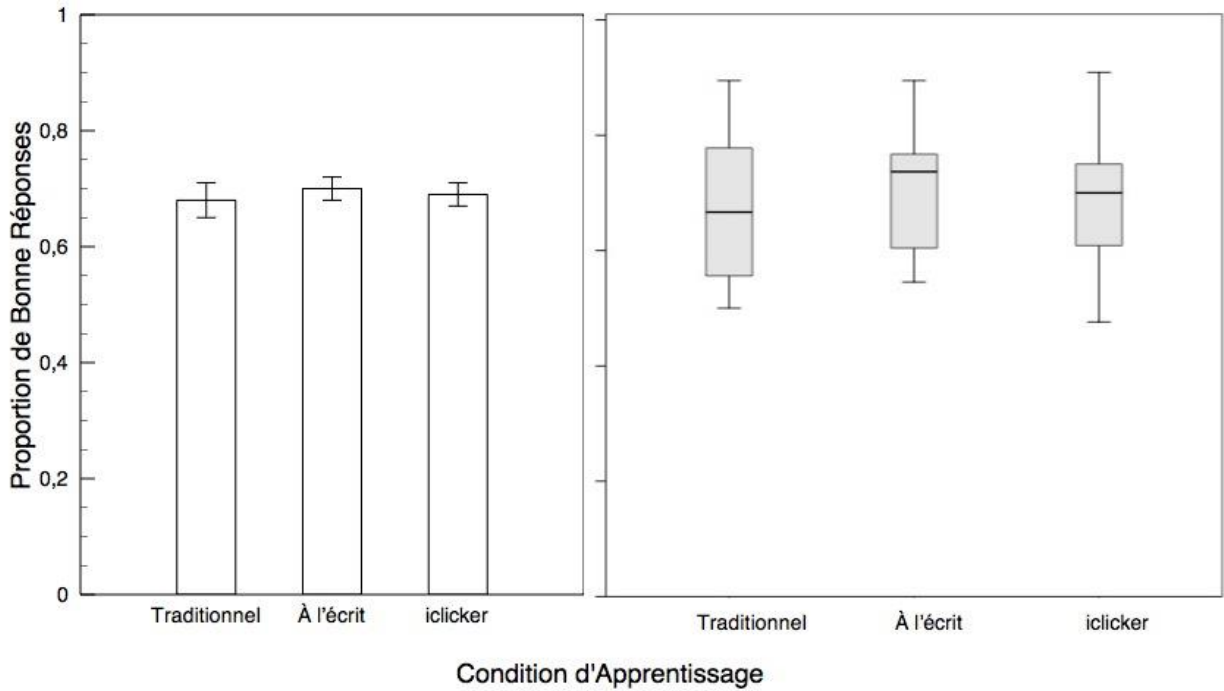 Proportion de Bonne Réponses
1
0,8
0,6
0,4
0,2
0
Traditionnel À l'écrit iclicker
Traditionnel À l'écrit iclicker
Condition d'Apprentissage